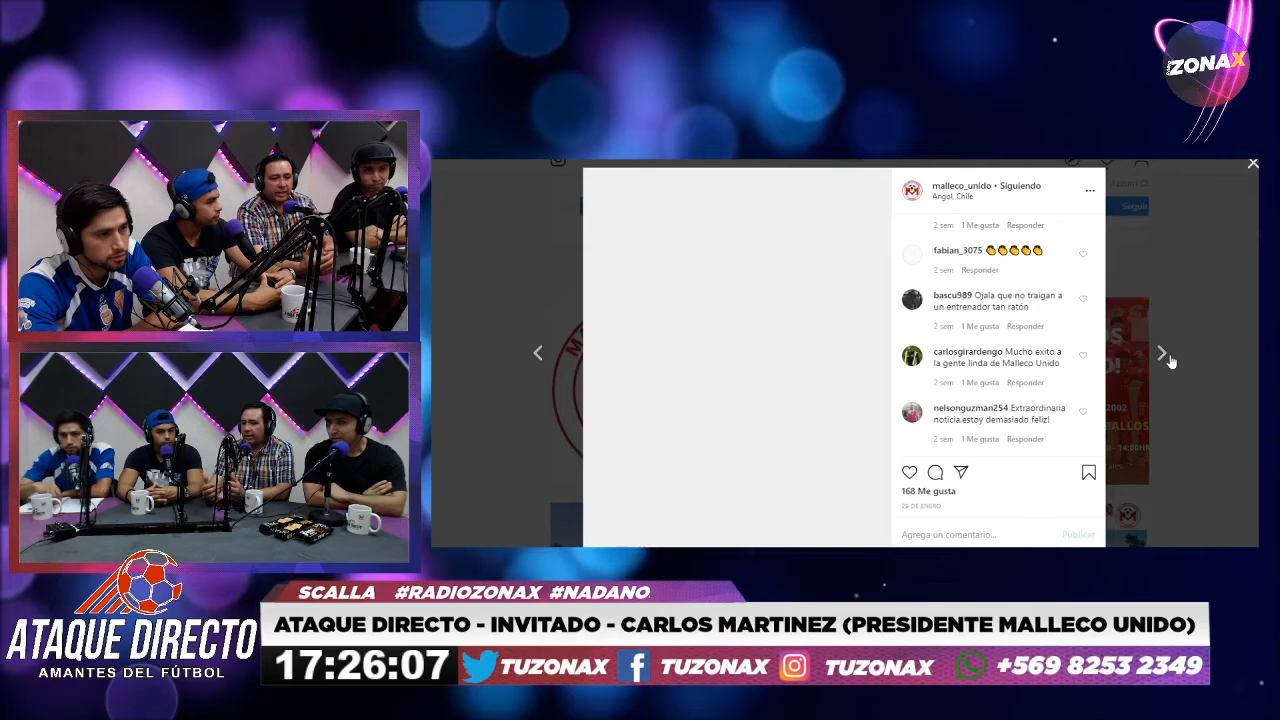 ZONAX
malleco_unido • Siguiendo
Angol, Chile
2 sem 1 Me gusta Responder
fabian_3075 👏👏👏👏👏
2 sem Responder
bascu989 Ojala que no traigan a
un entrenador tan ratón
2 sem 1 Me gusta Responder
carlosgirardengo Mucho exito a
la gente linda de Malleco Unido
2 sem 1 Me gusta Responder
nelsonguzman254 Extraordinaria
noticia.estoy demasiado feliz!
2 sem 1 Me gusta Responder
168 Me gusta
29 DE ENERO
Agrega un comentario...
Publicar
Seguir
2002
ATAQUE DIRECTO
AMANTES DEL FÚTBOL
SCALLA #RADIOZONAX #NADANO
ATAQUE DIRECTO - INVITADO - CARLOS MARTINEZ (PRESIDENTE MALLECO UNIDO)
17:26:07 TUZONAX TUZONAX TUZONAX +569 8253 2349